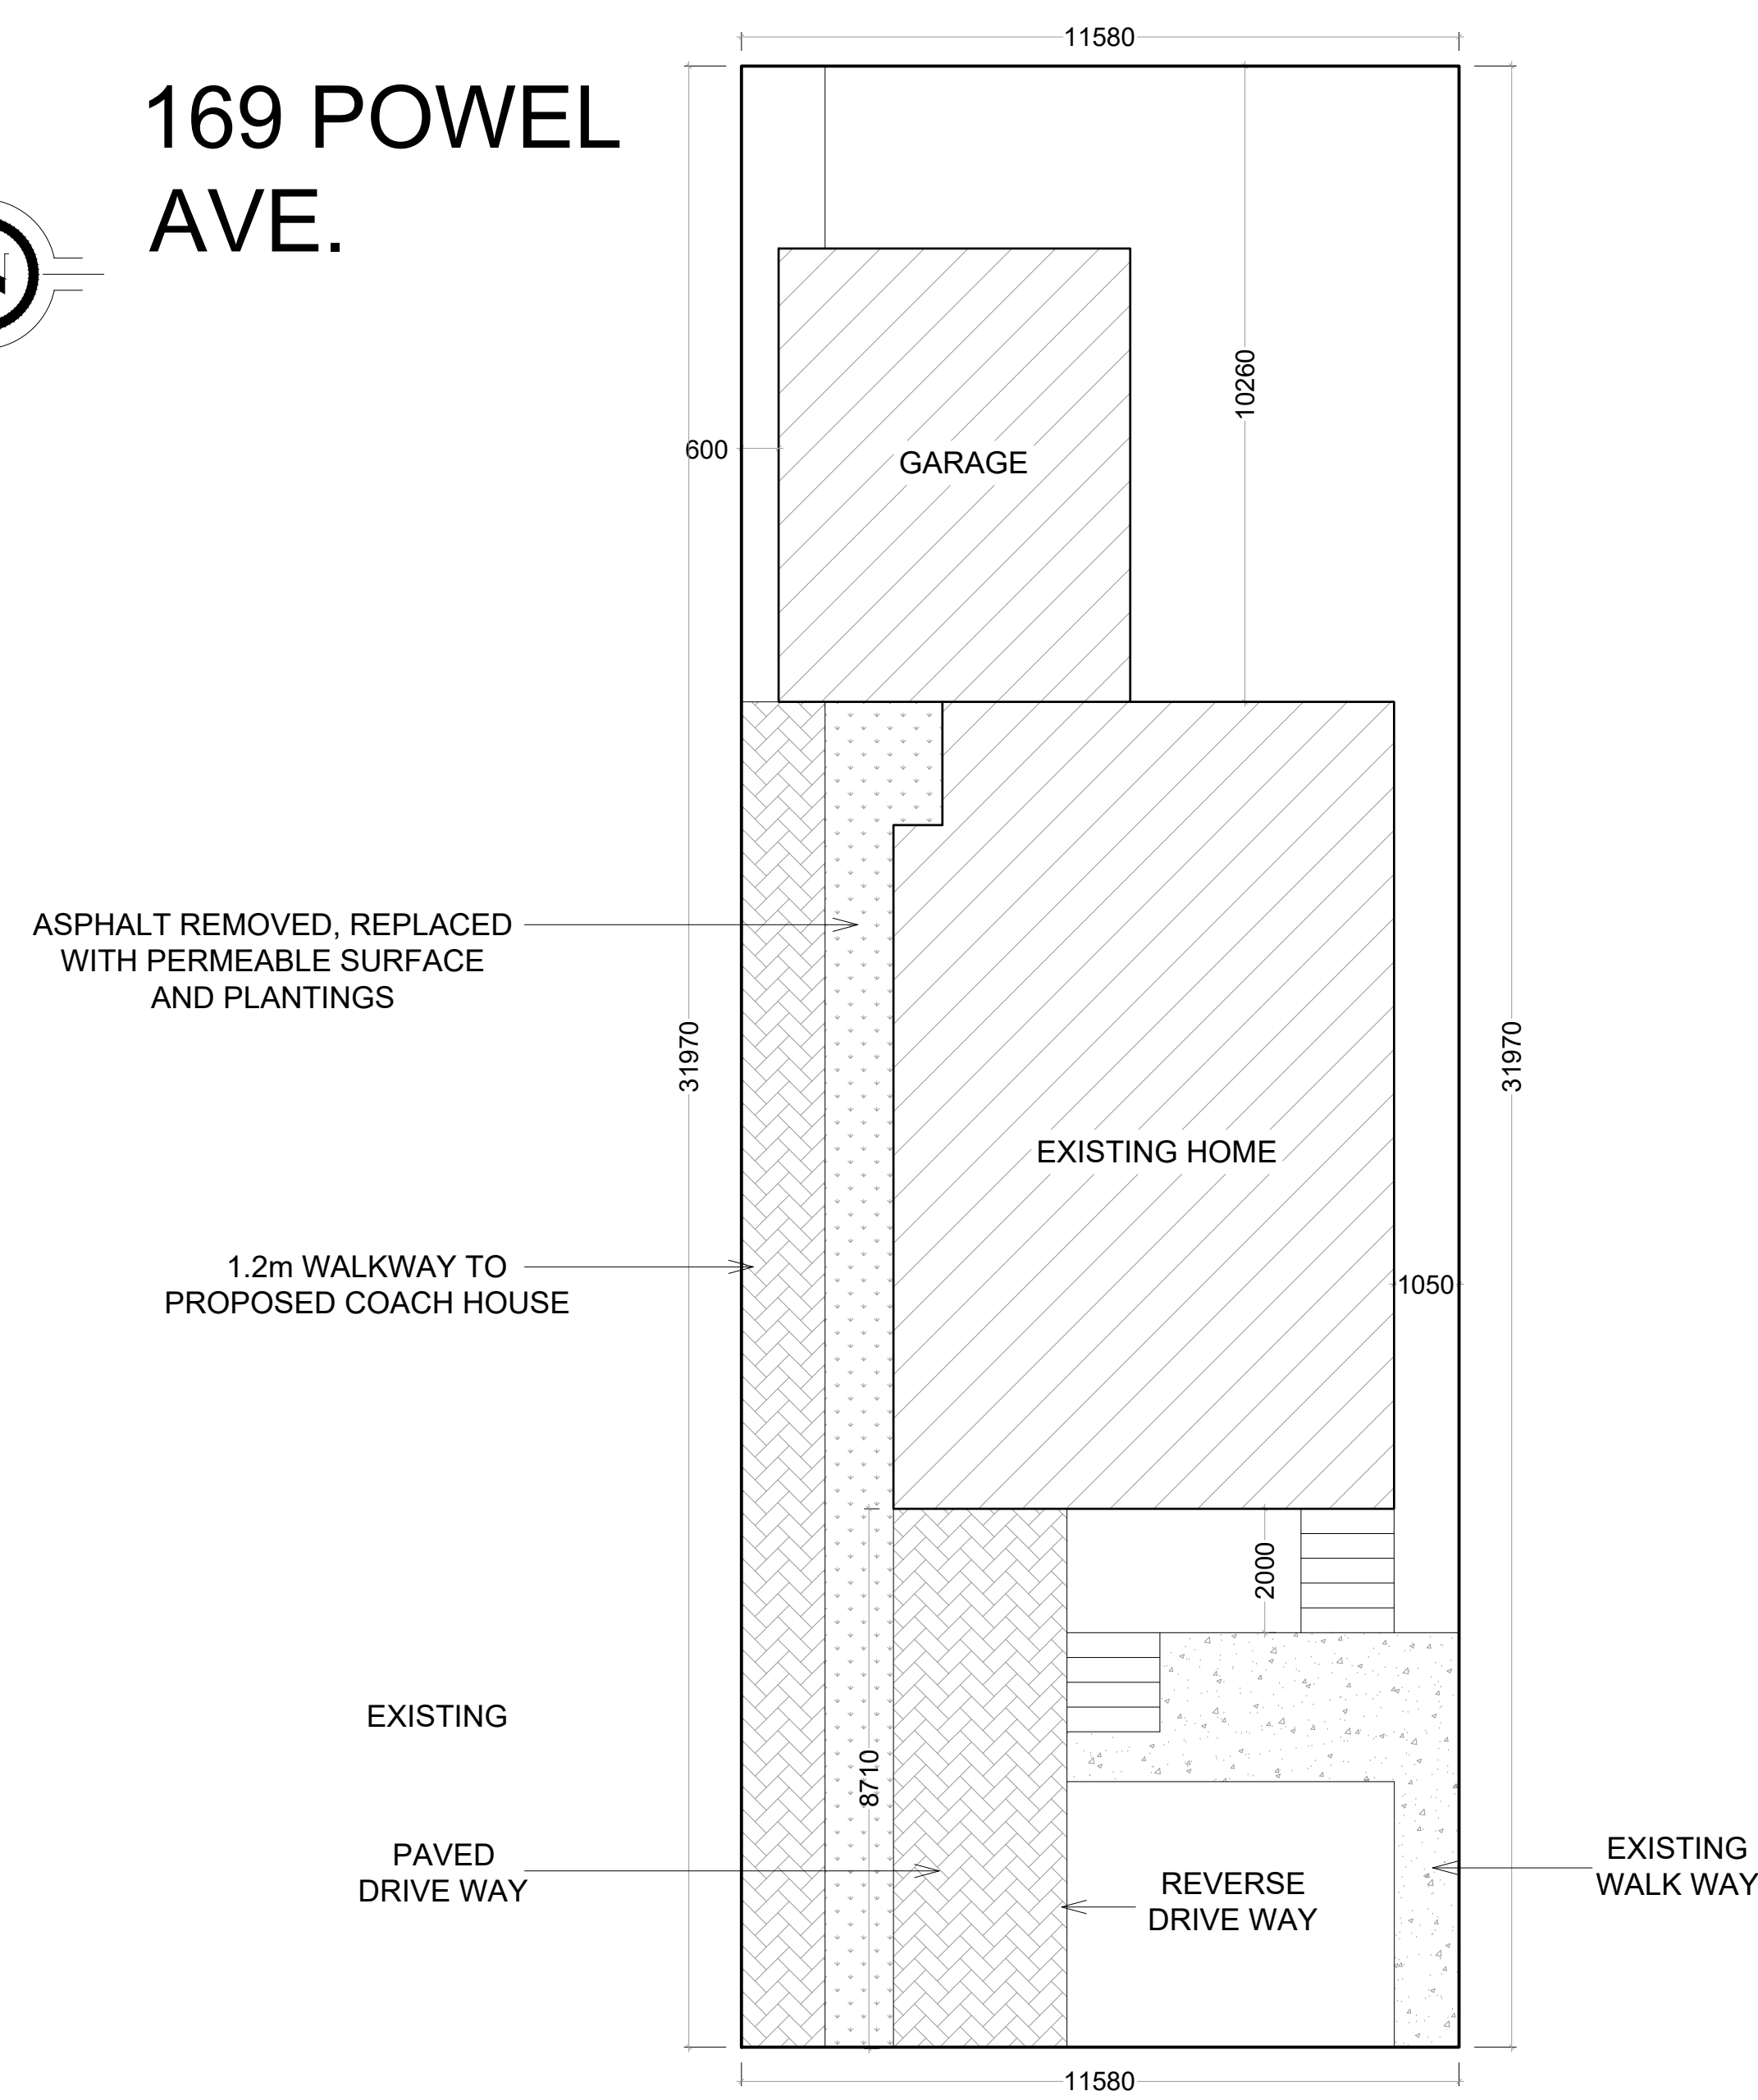 11580
169 POWEL
AVE.
N
10260
600
GARAGE
ASPHALT REMOVED, REPLACED
WITH PERMEABLE SURFACE
AND PLANTINGS
31970
31970
EXISTING HOME
1.2m WALKWAY TO
PROPOSED COACH HOUSE
1050
2000
EXISTING
8710
PAVED
DRIVE WAY
REVERSE
DRIVE WAY
EXISTING
WALK WAY
11580